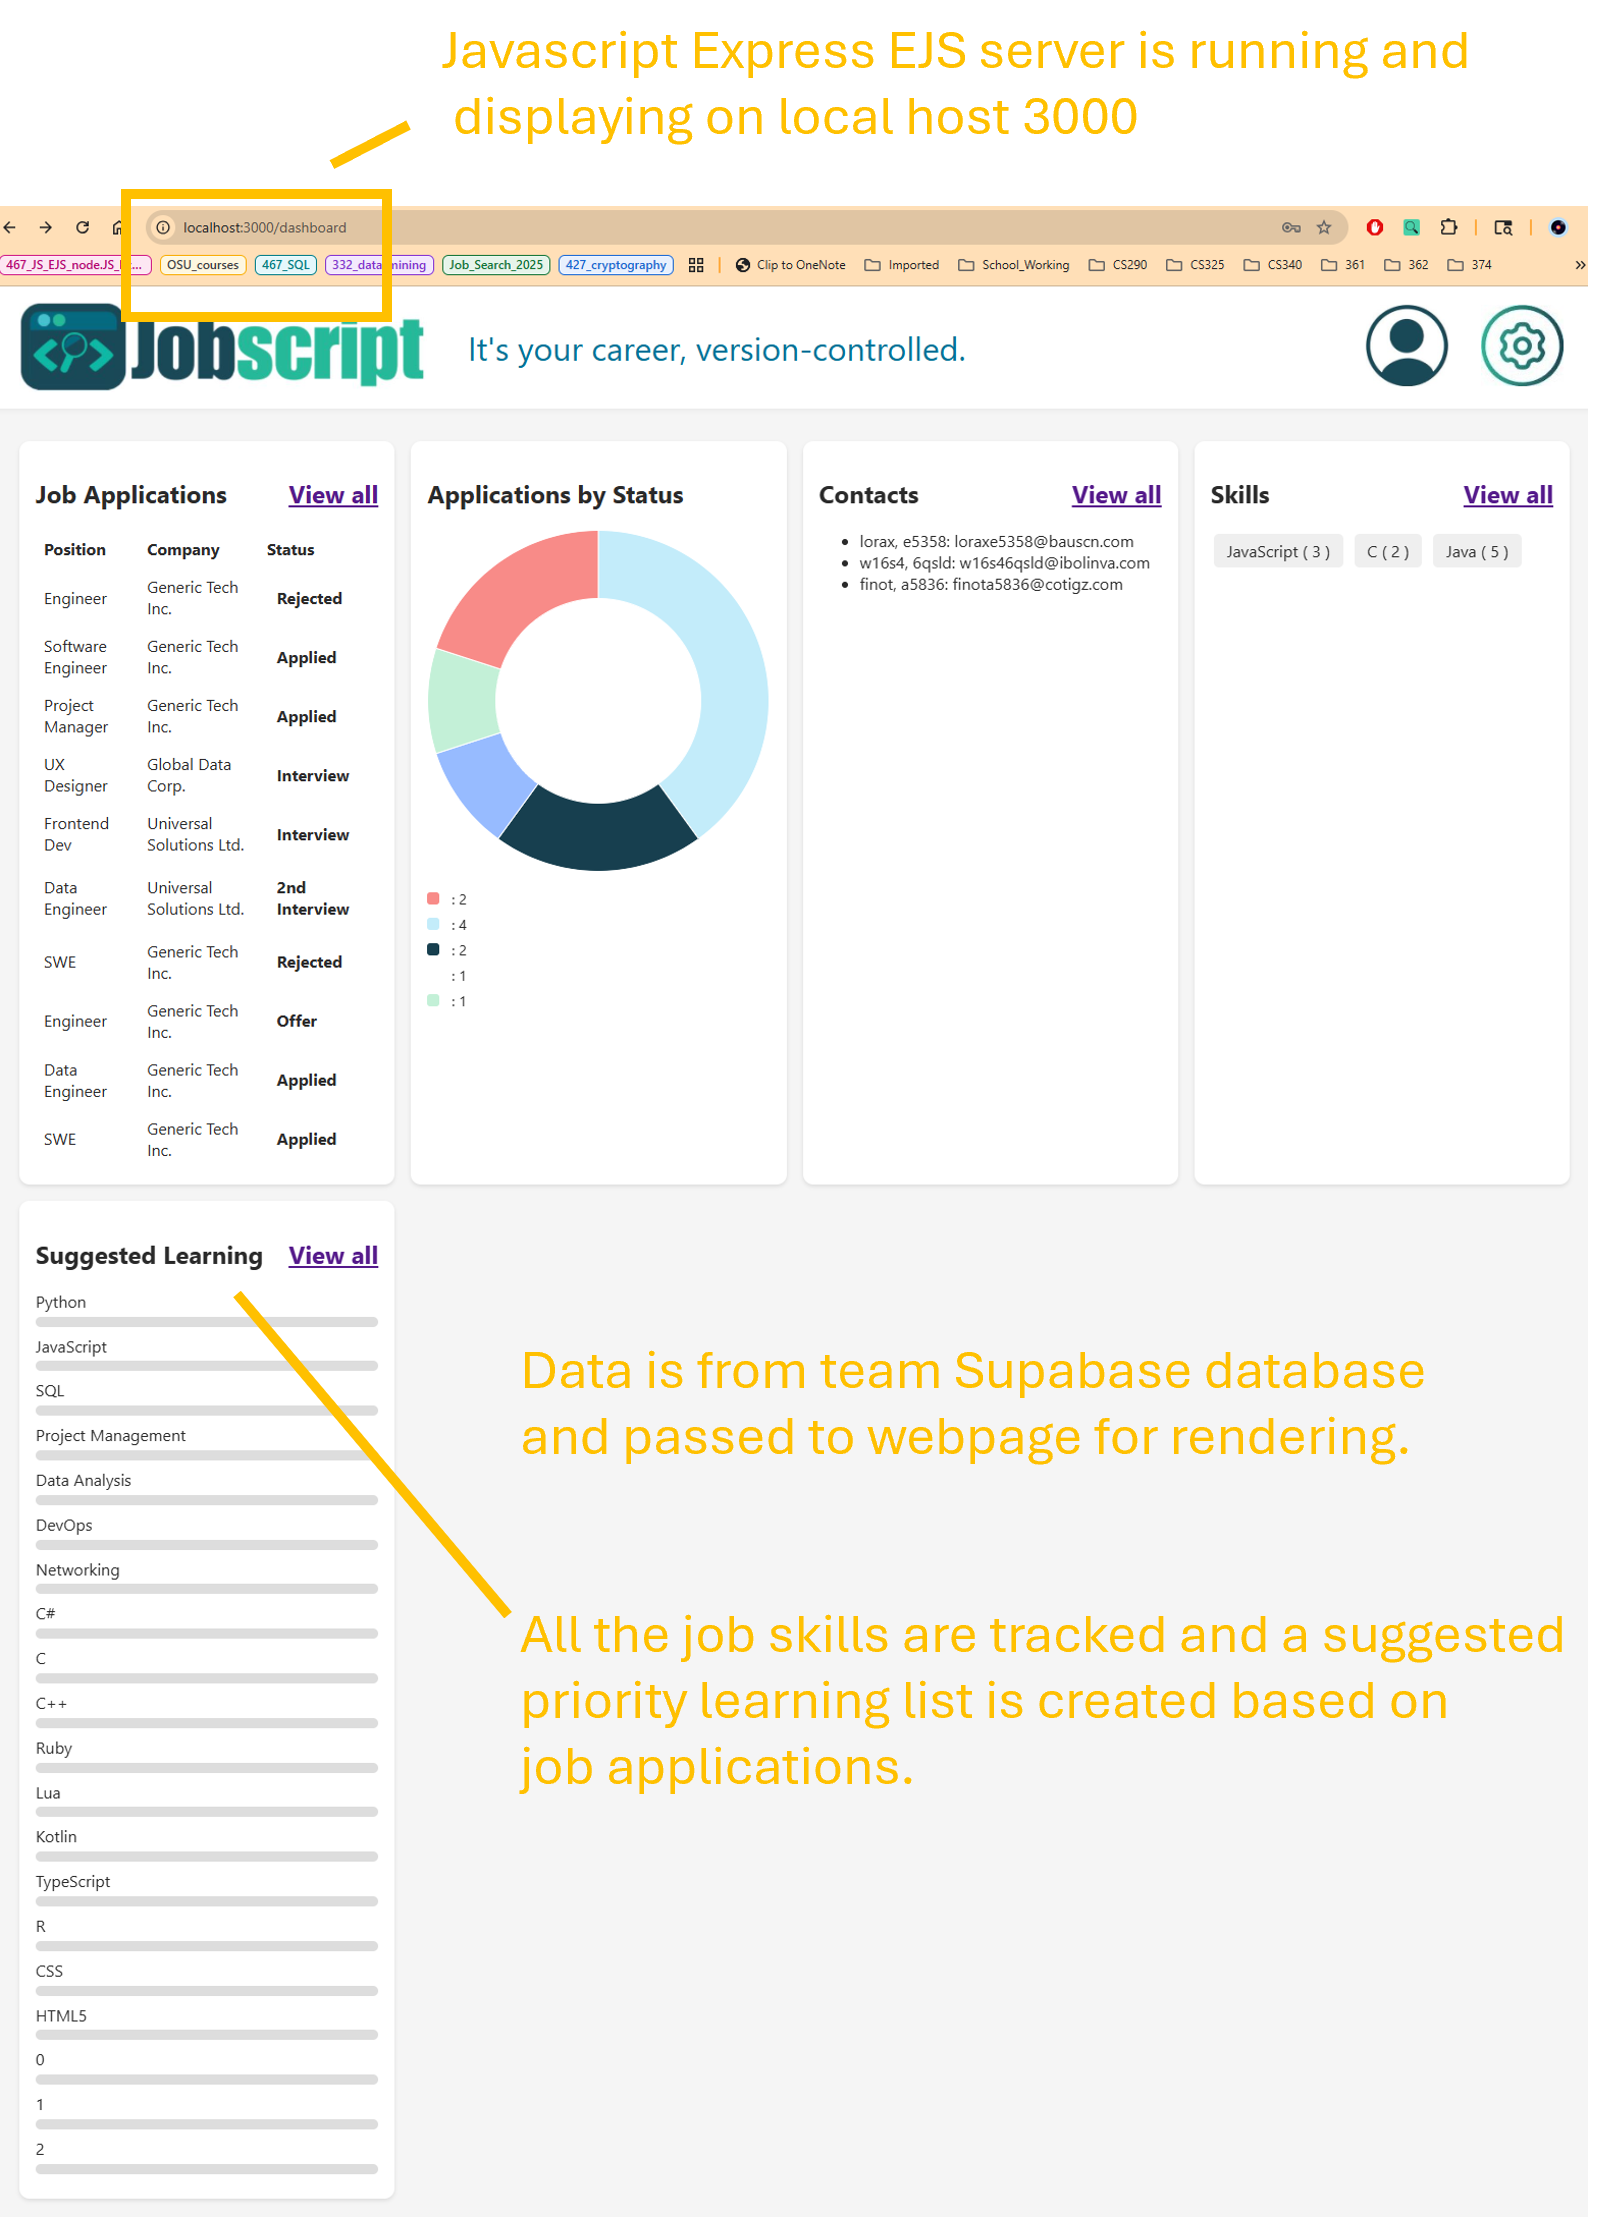 Javascript Express EJS server is running and
displaying on local host 3000
localhost:3000/dashboard
OSU_courses
467_SQL
Job_Search_2025
427_cryptography
Clip to OneNote
Imported
School_Working
CS290
CS325
CS340
361
362
374
»
Jobscript
It's your career, version-controlled.
Job Applications View all
Position Company Status
Engineer Generic Tech Inc. Rejected
Software Engineer Generic Tech Inc. Applied
Project Manager Generic Tech Inc. Applied
UX Designer Global Data Corp. Interview
Frontend Dev Universal Solutions Ltd. Interview
Data Engineer Universal Solutions Ltd. 2nd Interview
SWE Generic Tech Inc. Rejected
Engineer Generic Tech Inc. Offer
Data Engineer Generic Tech Inc. Applied
SWE Generic Tech Inc. Applied
Applications by Status
: 2
: 4
: 2
: 1
: 1
Contacts View all
lorax, e5358: loraxe5358@bauscn.com
w16s4, 6qsld: w16s46qsld@ibolinva.com
finot, a5836: finota5836@cotigz.com
Skills View all
JavaScript ( 3 )
C ( 2 )
Java ( 5 )
Suggested Learning View all
Python
JavaScript
SQL
Project Management
Data Analysis
DevOps
Networking
C#
C
C++
Ruby
Lua
Kotlin
TypeScript
R
CSS
HTML5
0
1
2
Data is from team Supabase database
and passed to webpage for rendering.
All the job skills are tracked and a suggested
priority learning list is created based on
job applications.